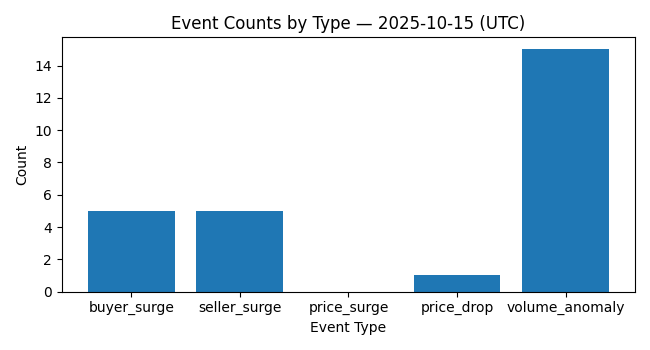 Event Counts by Type — 2025-10-15 (UTC)
Count
14
12
10
8
6
4
2
0
buyer_surge seller_surge price_surge price_drop volume_anomaly
Event Type